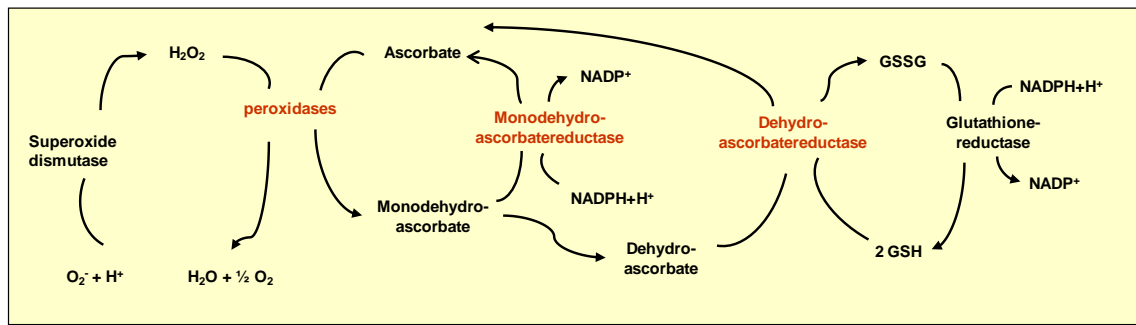 H₂O₂
Ascorbate
GSSG
NADP⁺
NADPH+H⁺
peroxidases
Monodehydro-
ascorbatereductase
Dehydro-
ascorbatereductase
Glutathione-
reductase
Superoxide
dismutase
NADPH+H⁺
NADP⁺
Monodehydro-
ascorbate
Dehydro-
ascorbate
2 GSH
O₂⁻ + H⁺
H₂O + ½ O₂